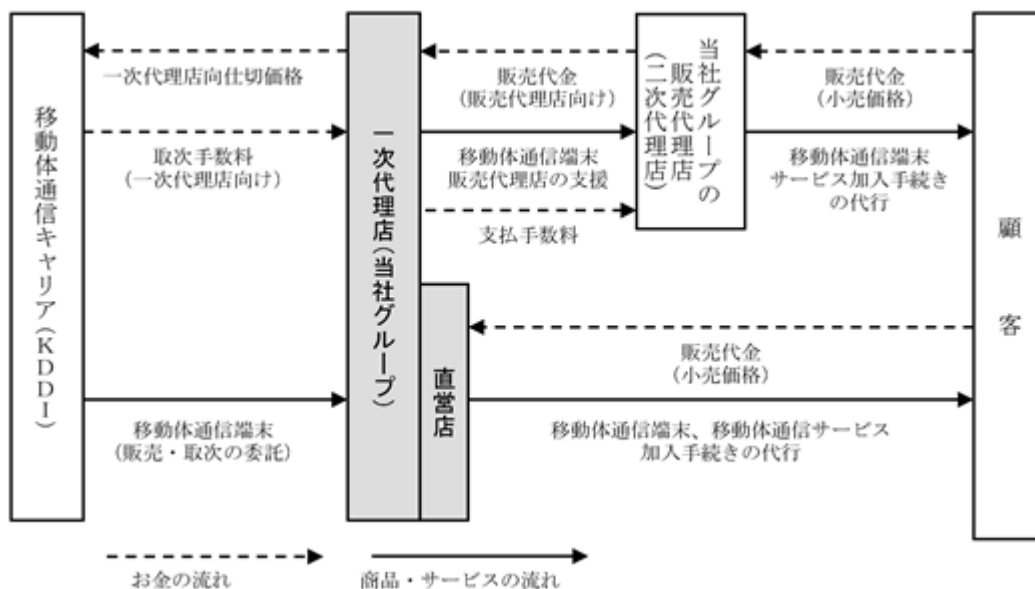 移動体通信キャリア(KDDI)
一次代理店向仕切価格
取次手数料
(一次代理店向け)
移動体通信端末
(販売・取次の委託)
一次代理店(当社グループ)
直営店
販売代金
(販売代理店向け)
移動体通信端末
販売代理店の支援
支払手数料
当社グループの
販売代理店
(二次代理店)
販売代金
(小売価格)
移動体通信端末
サービス加入手続き
の代行
販売代金
(小売価格)
移動体通信端末、移動体通信サービス
加入手続きの代行
顧客
お金の流れ
商品・サービスの流れ